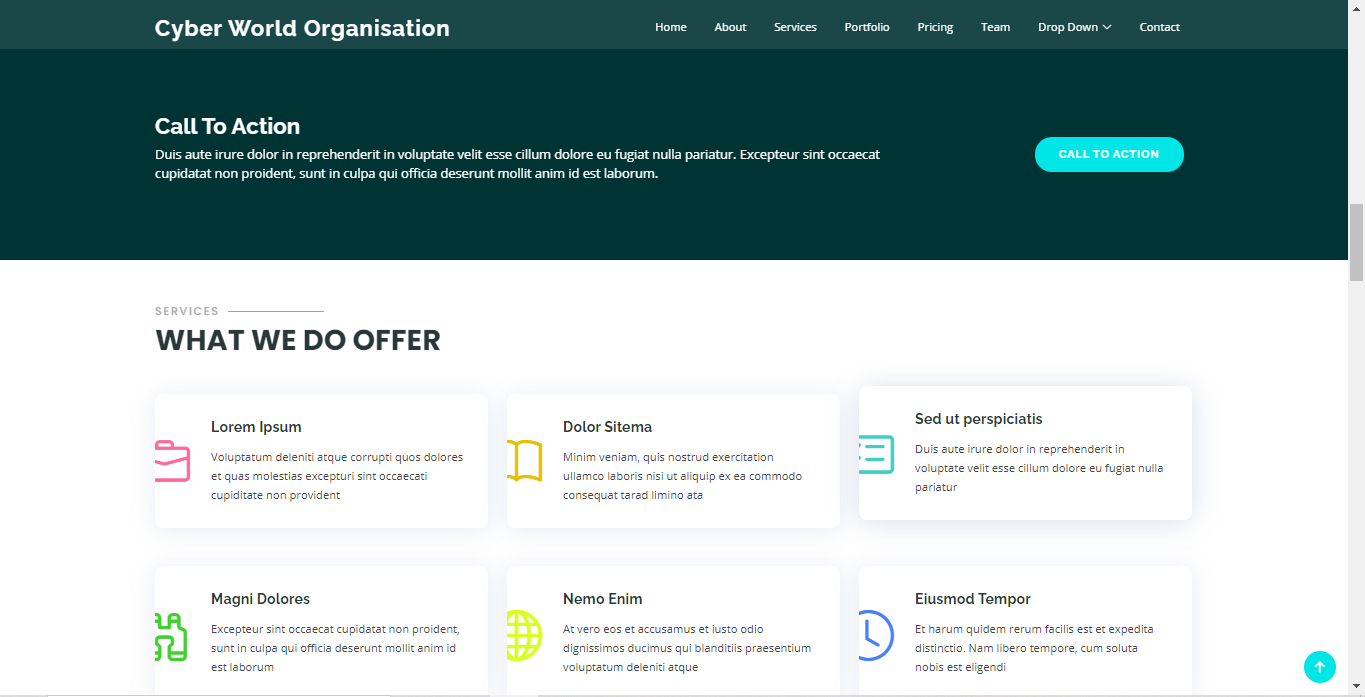 Cyber World Organisation
Home About Services Portfolio Pricing Team Drop Down Contact
Call To Action
Duis aute irure dolor in reprehenderit in voluptate velit esse cillum dolore eu fugiat nulla pariatur. Excepteur sint occaecat
cupidatat non proident, sunt in culpa qui officia deserunt mollit anim id est laborum.
CALL TO ACTION
SERVICES
WHAT WE DO OFFER
Lorem Ipsum
Voluptatum deleniti atque corrupti quos dolores
et quas molestias excepturi sint occaecati
cupiditate non provident
Dolor Sitema
Minim veniam, quis nostrud exercitation
ullamco laboris nisi ut aliquip ex ea commodo
consequat tarad limino ata
Sed ut perspiciatis
Duis aute irure dolor in reprehenderit in
voluptate velit esse cillum dolore eu fugiat nulla
pariatur
Magni Dolores
Excepteur sint occaecat cupidatat non proident,
sunt in culpa qui officia deserunt mollit anim id
est laborum
Nemo Enim
At vero eos et accusamus et iusto odio
dignissimos ducimus qui blanditiis praesentium
voluptatum deleniti atque
Eiusmod Tempor
Et harum quidem rerum facilis est et expedita
distinctio. Nam libero tempore, cum soluta
nobis est eligendi